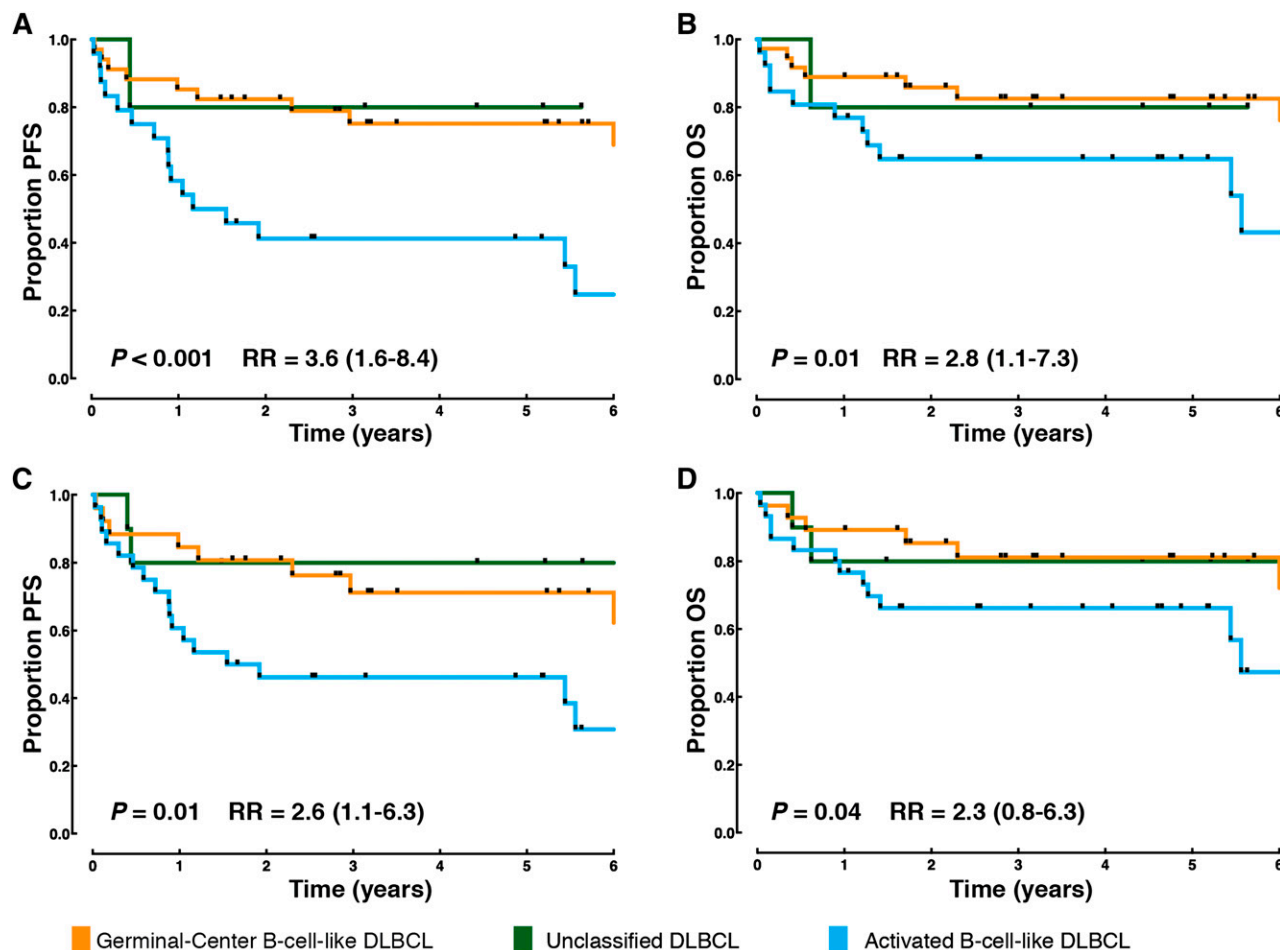 A
1.0
0.8
0.6
0.4
0.2
0.0
Proportion PFS
P < 0.001 RR = 3.6 (1.6-8.4)
0 1 2 3 4 5 6
Time (years)
B
1.0
0.8
0.6
0.4
0.2
0.0
Proportion OS
P = 0.01 RR = 2.8 (1.1-7.3)
0 1 2 3 4 5 6
Time (years)
C
1.0
0.8
0.6
0.4
0.2
0.0
Proportion PFS
P = 0.01 RR = 2.6 (1.1-6.3)
0 1 2 3 4 5 6
Time (years)
D
1.0
0.8
0.6
0.4
0.2
0.0
Proportion OS
P = 0.04 RR = 2.3 (0.8-6.3)
0 1 2 3 4 5 6
Time (years)
Germinal-Center B-cell-like DLBCL Unclassified DLBCL Activated B-cell-like DLBCL